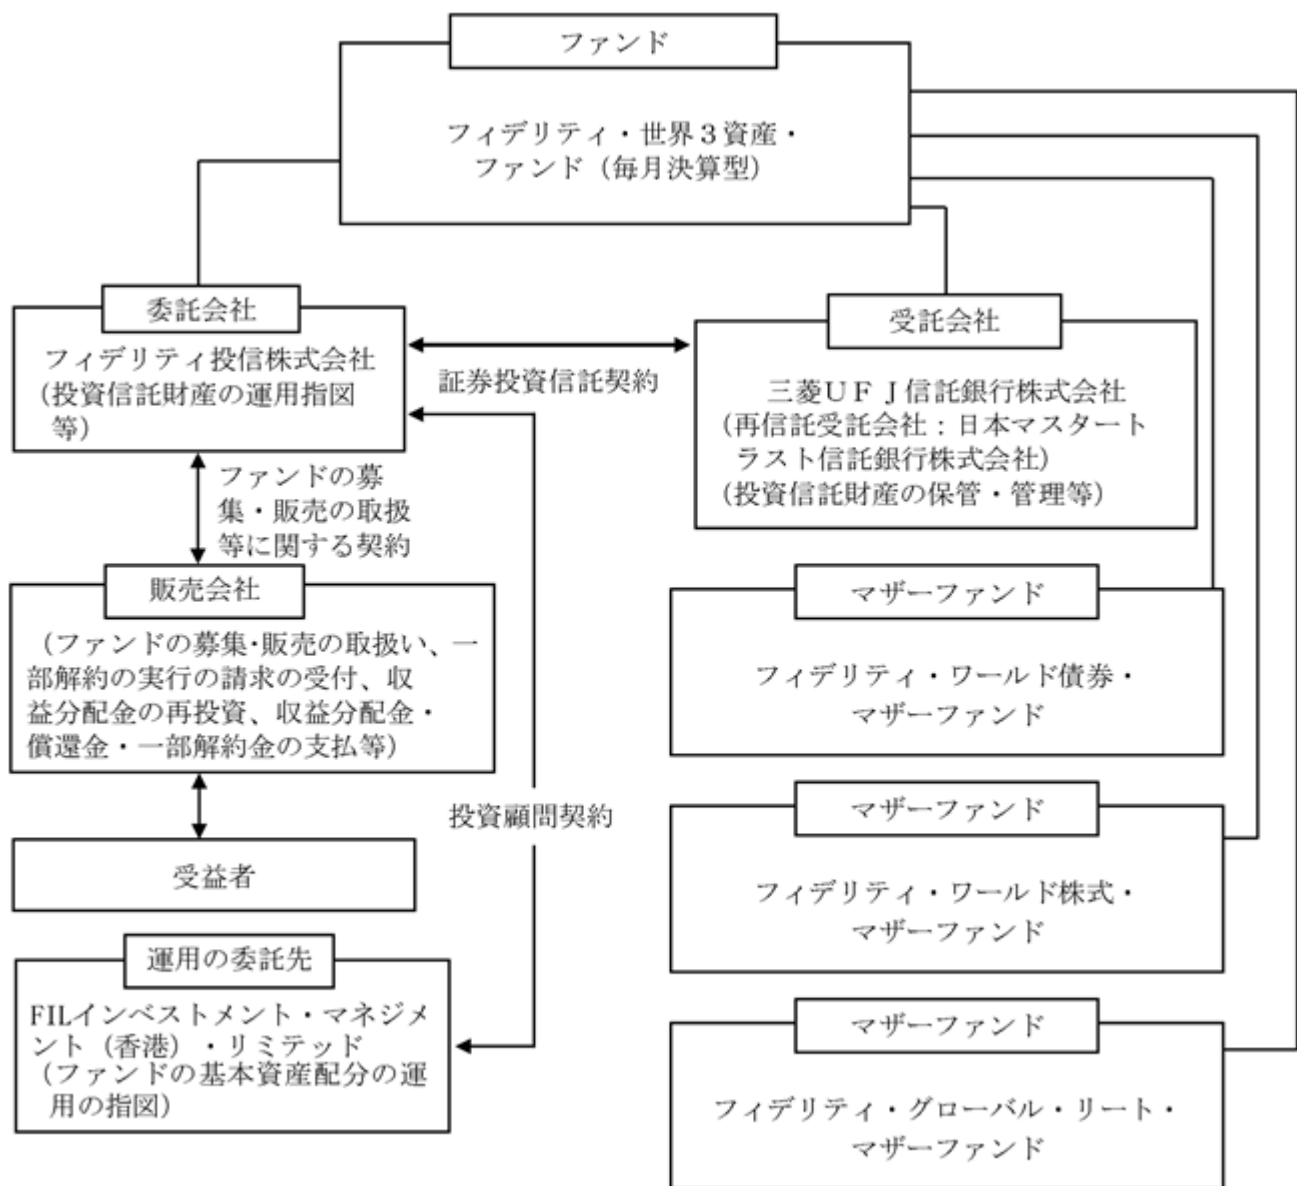 ファンド
フィデリティ・世界３資産・
ファンド（毎月決算型）
委託会社
フィデリティ投信株式会社
（投資信託財産の運用指図
等）
証券投資信託契約
受託会社
三菱ＵＦＪ信託銀行株式会社
（再信託受託会社：日本マスタート
ラスト信託銀行株式会社）
（投資信託財産の保管・管理等）
ファンドの募
集・販売の取扱
等に関する契約
販売会社
（ファンドの募集・販売の取扱い、一
部解約の実行の請求の受付、収
益分配金の再投資、収益分配金・
償還金・一部解約金の支払等）
投資顧問契約
受益者
運用の委託先
FILインベストメント・マネジメ
ント（香港）・リミテッド
（ファンドの基本資産配分の運
用の指図）
マザーファンド
フィデリティ・ワールド債券・
マザーファンド
マザーファンド
フィデリティ・ワールド株式・
マザーファンド
マザーファンド
フィデリティ・グローバル・リート・
マザーファンド